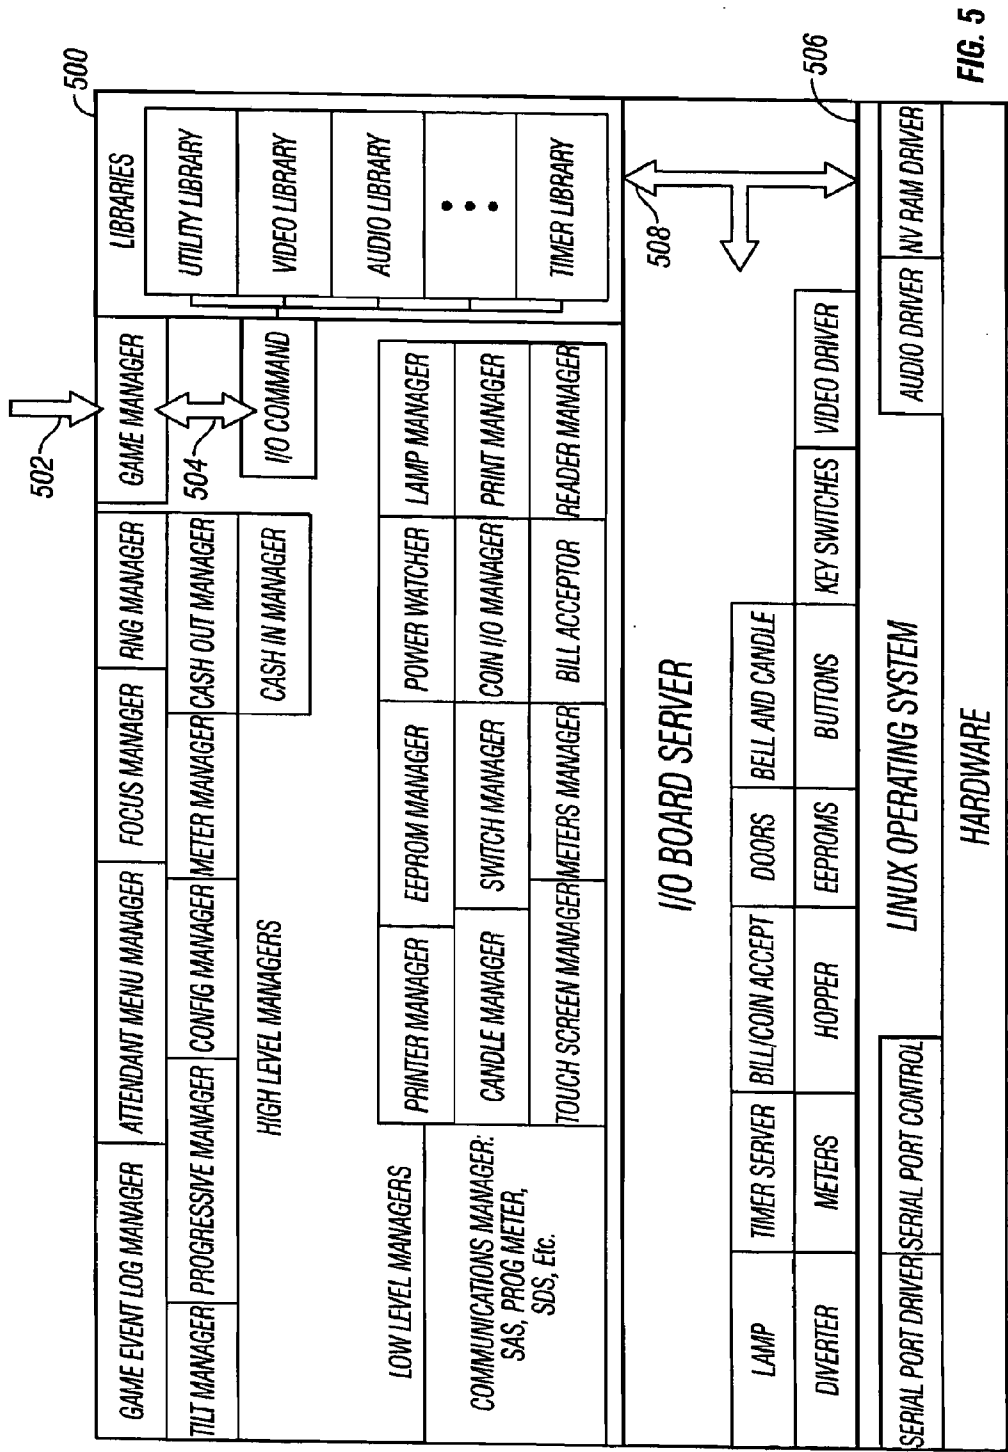 500
502
504
GAME EVENT LOG MANAGER
ATTENDANT MENU MANAGER
FOCUS MANAGER
RNG MANAGER
GAME MANAGER
LIBRARIES
TILT MANAGER
PROGRESSIVE MANAGER
CONFIG MANAGER
METER MANAGER
CASH OUT MANAGER
HIGH LEVEL MANAGERS
CASH IN MANAGER
I/O COMMAND
UTILITY LIBRARY
VIDEO LIBRARY
AUDIO LIBRARY
TIMER LIBRARY
LOW LEVEL MANAGERS
PRINTER MANAGER
EEPROM MANAGER
POWER WATCHER
LAMP MANAGER
COMMUNICATIONS MANAGER:
SAS, PROG METER,
SDS, Etc.
CANDLE MANAGER
SWITCH MANAGER
COIN I/O MANAGER
PRINT MANAGER
TOUCH SCREEN MANAGER
METERS MANAGER
BILL ACCEPTOR
READER MANAGER
I/O BOARD SERVER
508
506
LAMP
TIMER SERVER
BILL/COIN ACCEPT
DOORS
BELL AND CANDLE
DIVERTER
METERS
HOPPER
EEPROMS
BUTTONS
KEY SWITCHES
VIDEO DRIVER
SERIAL PORT DRIVER
SERIAL PORT CONTROL
LINUX OPERATING SYSTEM
AUDIO DRIVER
NV RAM DRIVER
HARDWARE
FIG. 5